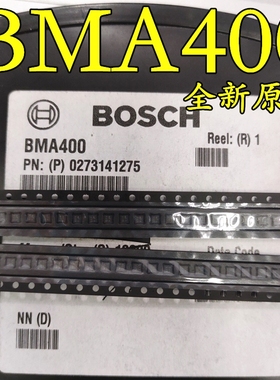 BMA400
全新原
BOSCH
Reel: (R) 1
BMA400
PN: (P) 0273141275
Date Code
NN (D)